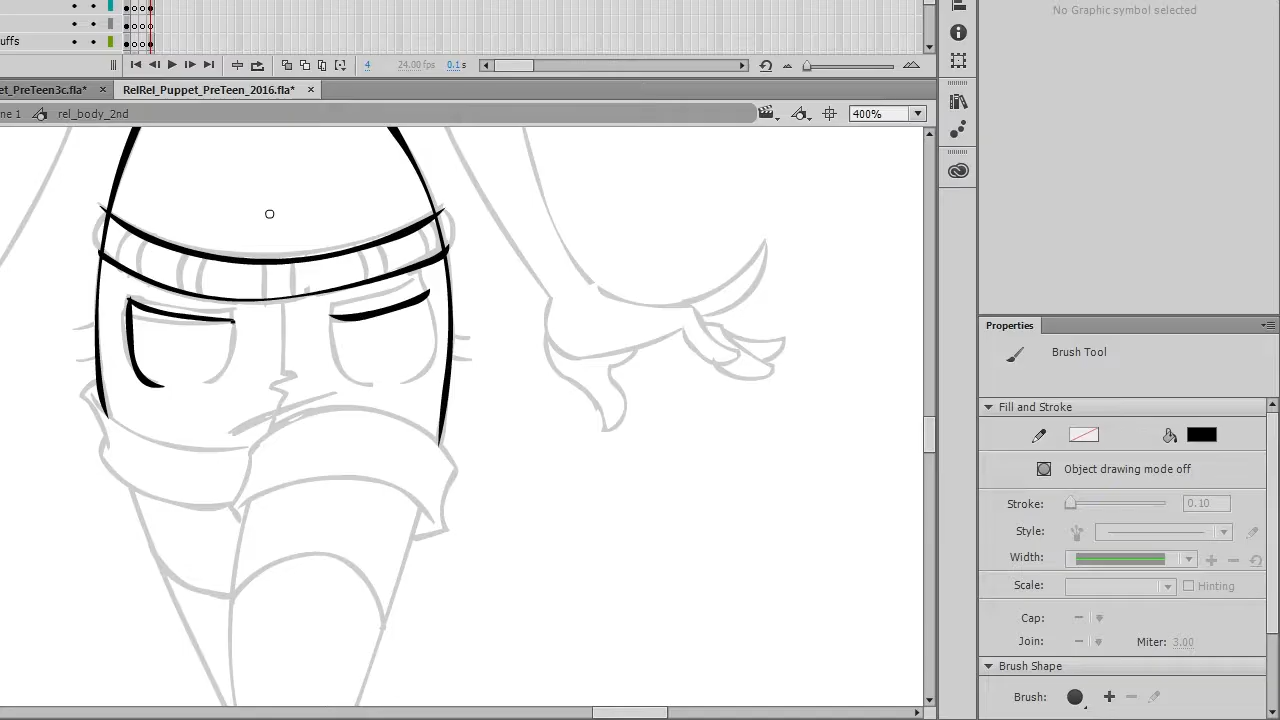 No Graphic symbol selected
uffs
4 24.00 fps 0.1 s
et_PreTeen3c.fla* × RelRel_Puppet_PreTeen_2016.fla* ×
ne 1 rel_body_2nd 400%
Properties
Brush Tool
Fill and Stroke
Object drawing mode off
Stroke: 0.10
Style:
Width:
Scale: Hinting
Cap:
Join: Miter: 3.00
Brush Shape
Brush: